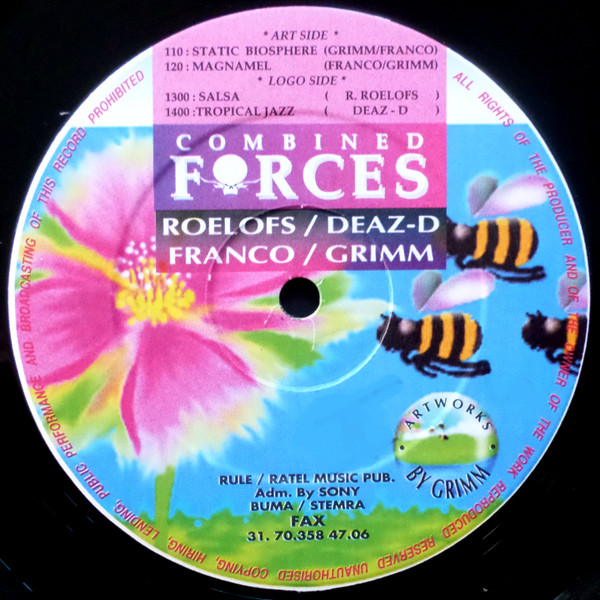 * ART SIDE *
110 : STATIC BIOSPHERE (GRIMM/FRANCO)
120 : MAGNAMEL (FRANCO/GRIMM)
* LOGO SIDE *
1300 : SALSA ( R. ROELOFS )
1400 : TROPICAL JAZZ ( DEAZ - D )
COMBINED
FORCES
ROELOFS / DEAZ-D
FRANCO / GRIMM
ARTWORKS
BY GRIMM
RULE / RATEL MUSIC PUB.
Adm. By SONY
BUMA / STEMRA
FAX
31. 70.358 47.06
ALL RIGHTS OF THE PRODUCER AND OF THE OWNER OF THE WORK REPRODUCED RESERVED UNAUTHORISED COPYING, HIRING, LENDING, PUBLIC PERFORMANCE AND BROADCASTING OF THIS RECORD PROHIBITED